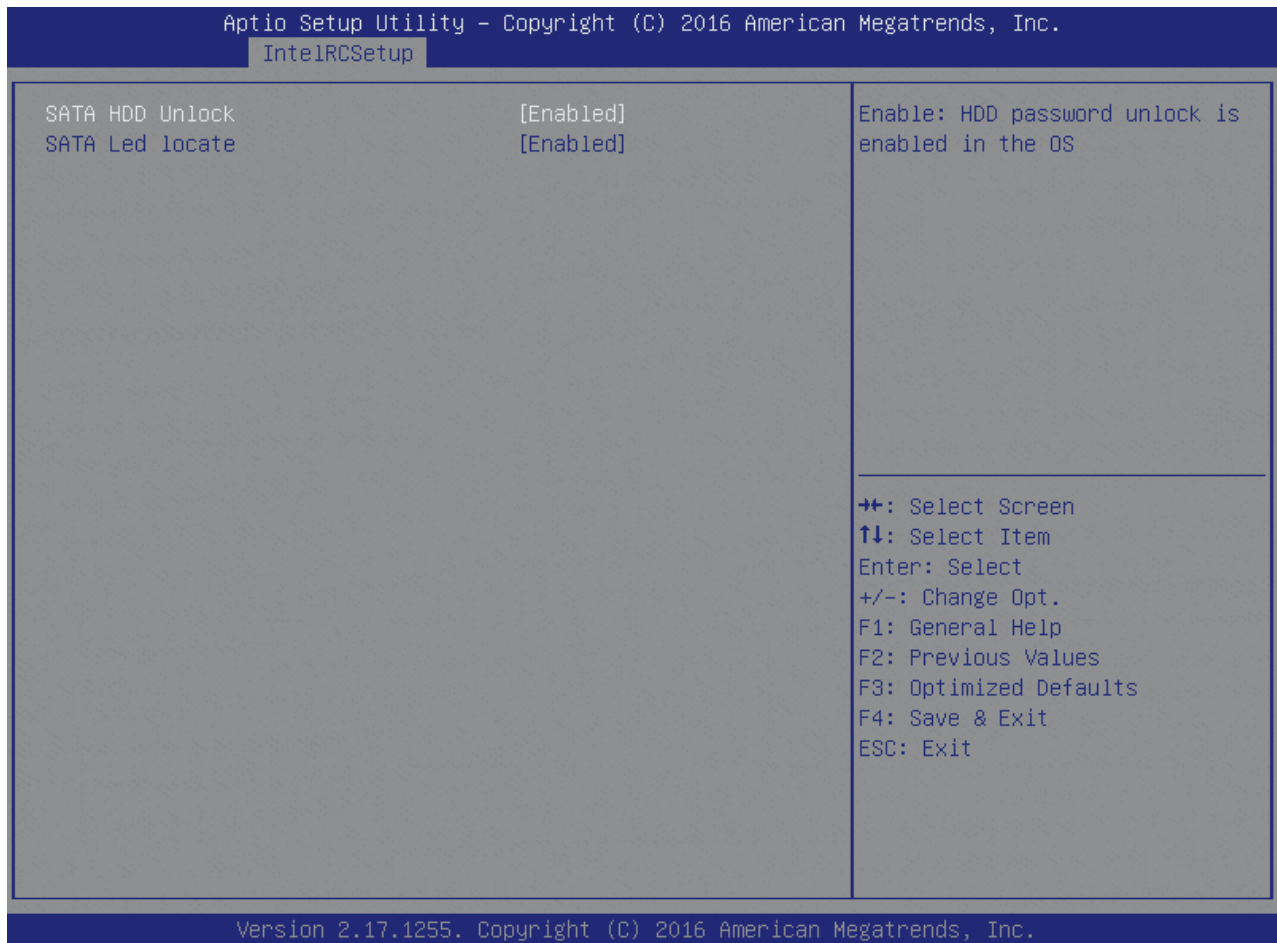 Aptio Setup Utility – Copyright (C) 2016 American Megatrends, Inc.
IntelRCSetup
SATA HDD Unlock [Enabled]
SATA Led locate [Enabled]
Enable: HDD password unlock is
enabled in the OS
→←: Select Screen
↑↓: Select Item
Enter: Select
+/-: Change Opt.
F1: General Help
F2: Previous Values
F3: Optimized Defaults
F4: Save & Exit
ESC: Exit
Version 2.17.1255. Copyright (C) 2016 American Megatrends, Inc.